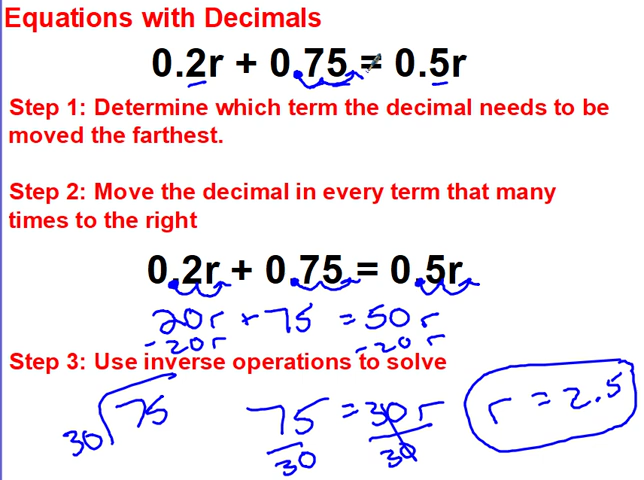 Equations with Decimals
0.2r + 0.75 = 0.5r
Step 1: Determine which term the decimal needs to be
moved the farthest.
Step 2: Move the decimal in every term that many
times to the right
0.2r + 0.75 = 0.5r
20r + 75 = 50r
-20r -20r
Step 3: Use inverse operations to solve
30 75
75 = 30r
30 30
r = 2.5